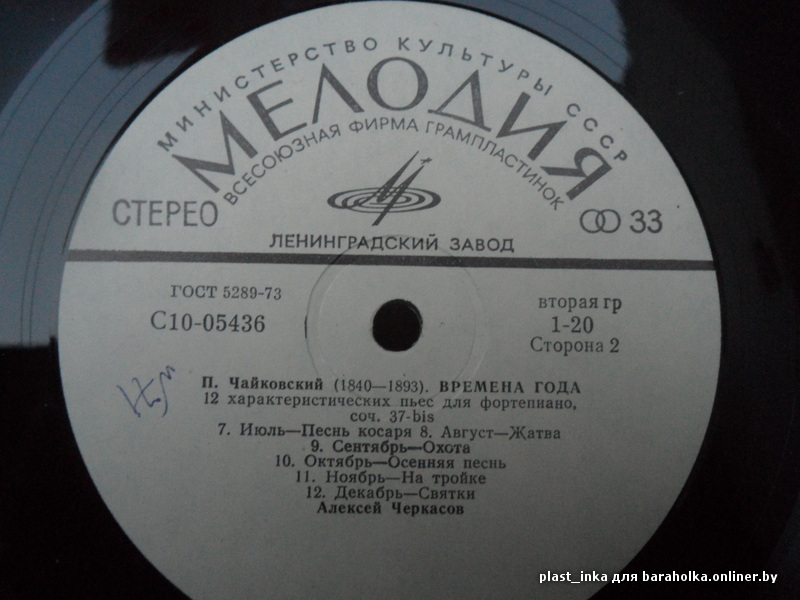 МИНИСТЕРСТВО КУЛЬТУРЫ СССР
МЕЛОДИЯ
ВСЕСОЮЗНАЯ ФИРМА ГРАМПЛАСТИНОК
СТЕРЕО
33
ЛЕНИНГРАДСКИЙ ЗАВОД
ГОСТ 5289-73
С10-05436
вторая гр
1-20
Сторона 2
П. Чайковский (1840—1893). ВРЕМЕНА ГОДА
12 характеристических пьес для фортепиано,
соч. 37-bis
7. Июль—Песнь косаря 8. Август—Жатва
9. Сентябрь—Охота
10. Октябрь—Осенняя песнь
11. Ноябрь—На тройке
12. Декабрь—Святки
Алексей Черкасов
plast_inka для baraholka.onliner.by